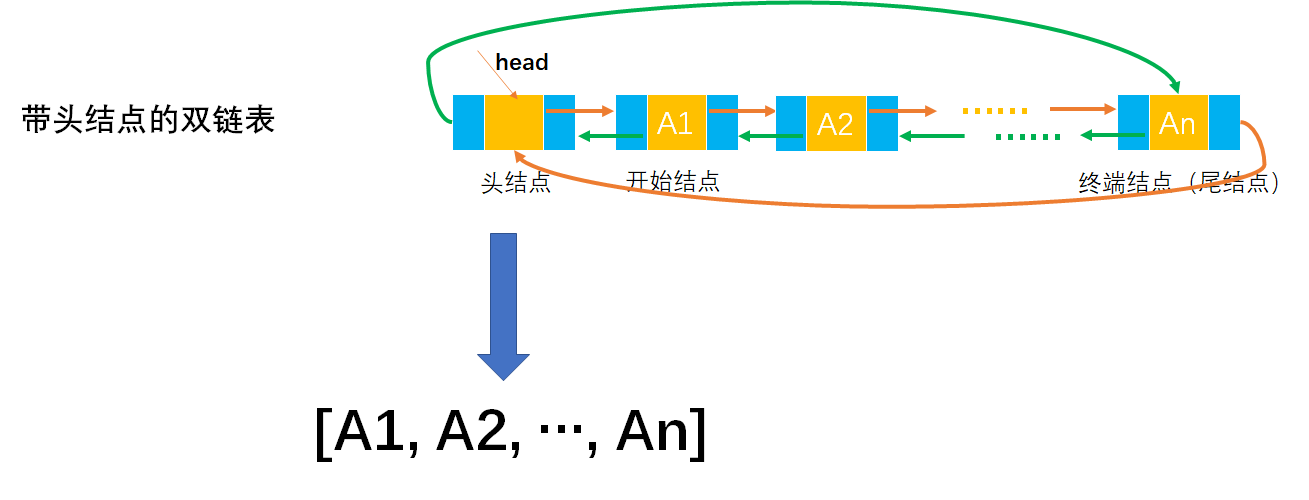 head
带头结点的双链表
A1 A2 ...... An
......
头结点 开始结点 终端结点（尾结点）
[A1, A2, ···, An]